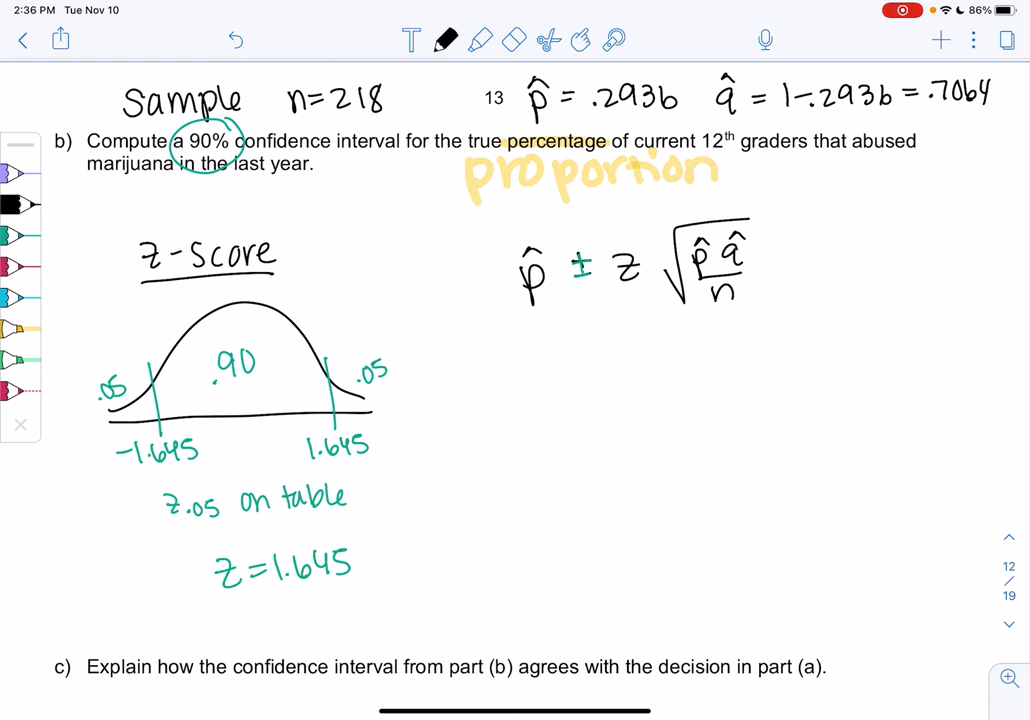 2:36 PM Tue Nov 10
86%
T
Sample n=218 13 p̂ = .2936 q̂ = 1-.2936 = .7064
b) Compute a 90% confidence interval for the true percentage of current 12th graders that abused
marijuana in the last year.
proportion
z-score
p̂ ± z √(p̂ q̂ / n)
.05 .90 .05
-1.645 1.645
z.05 on table
z=1.645
12
/
19
c) Explain how the confidence interval from part (b) agrees with the decision in part (a).